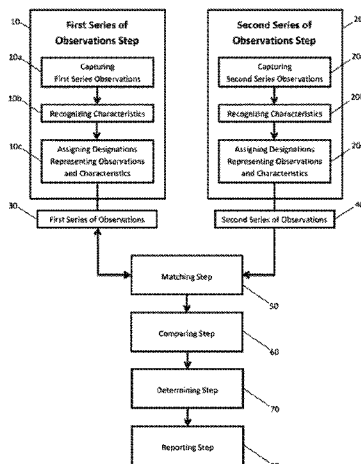 First Series of
Observations Step
10
Capturing
First Series Observations
10a
Recognizing Characteristics
10b
Assigning Designations
Representing Observations
and Characteristics
10c
First Series of Observations
30
Second Series of
Observations Step
Capturing
Second Series Observations
Recognizing Characteristics
Assigning Designations
Representing Observations
and Characteristics
Second Series of Observations
Matching Step
50
Comparing Step
60
Determining Step
70
Reporting Step